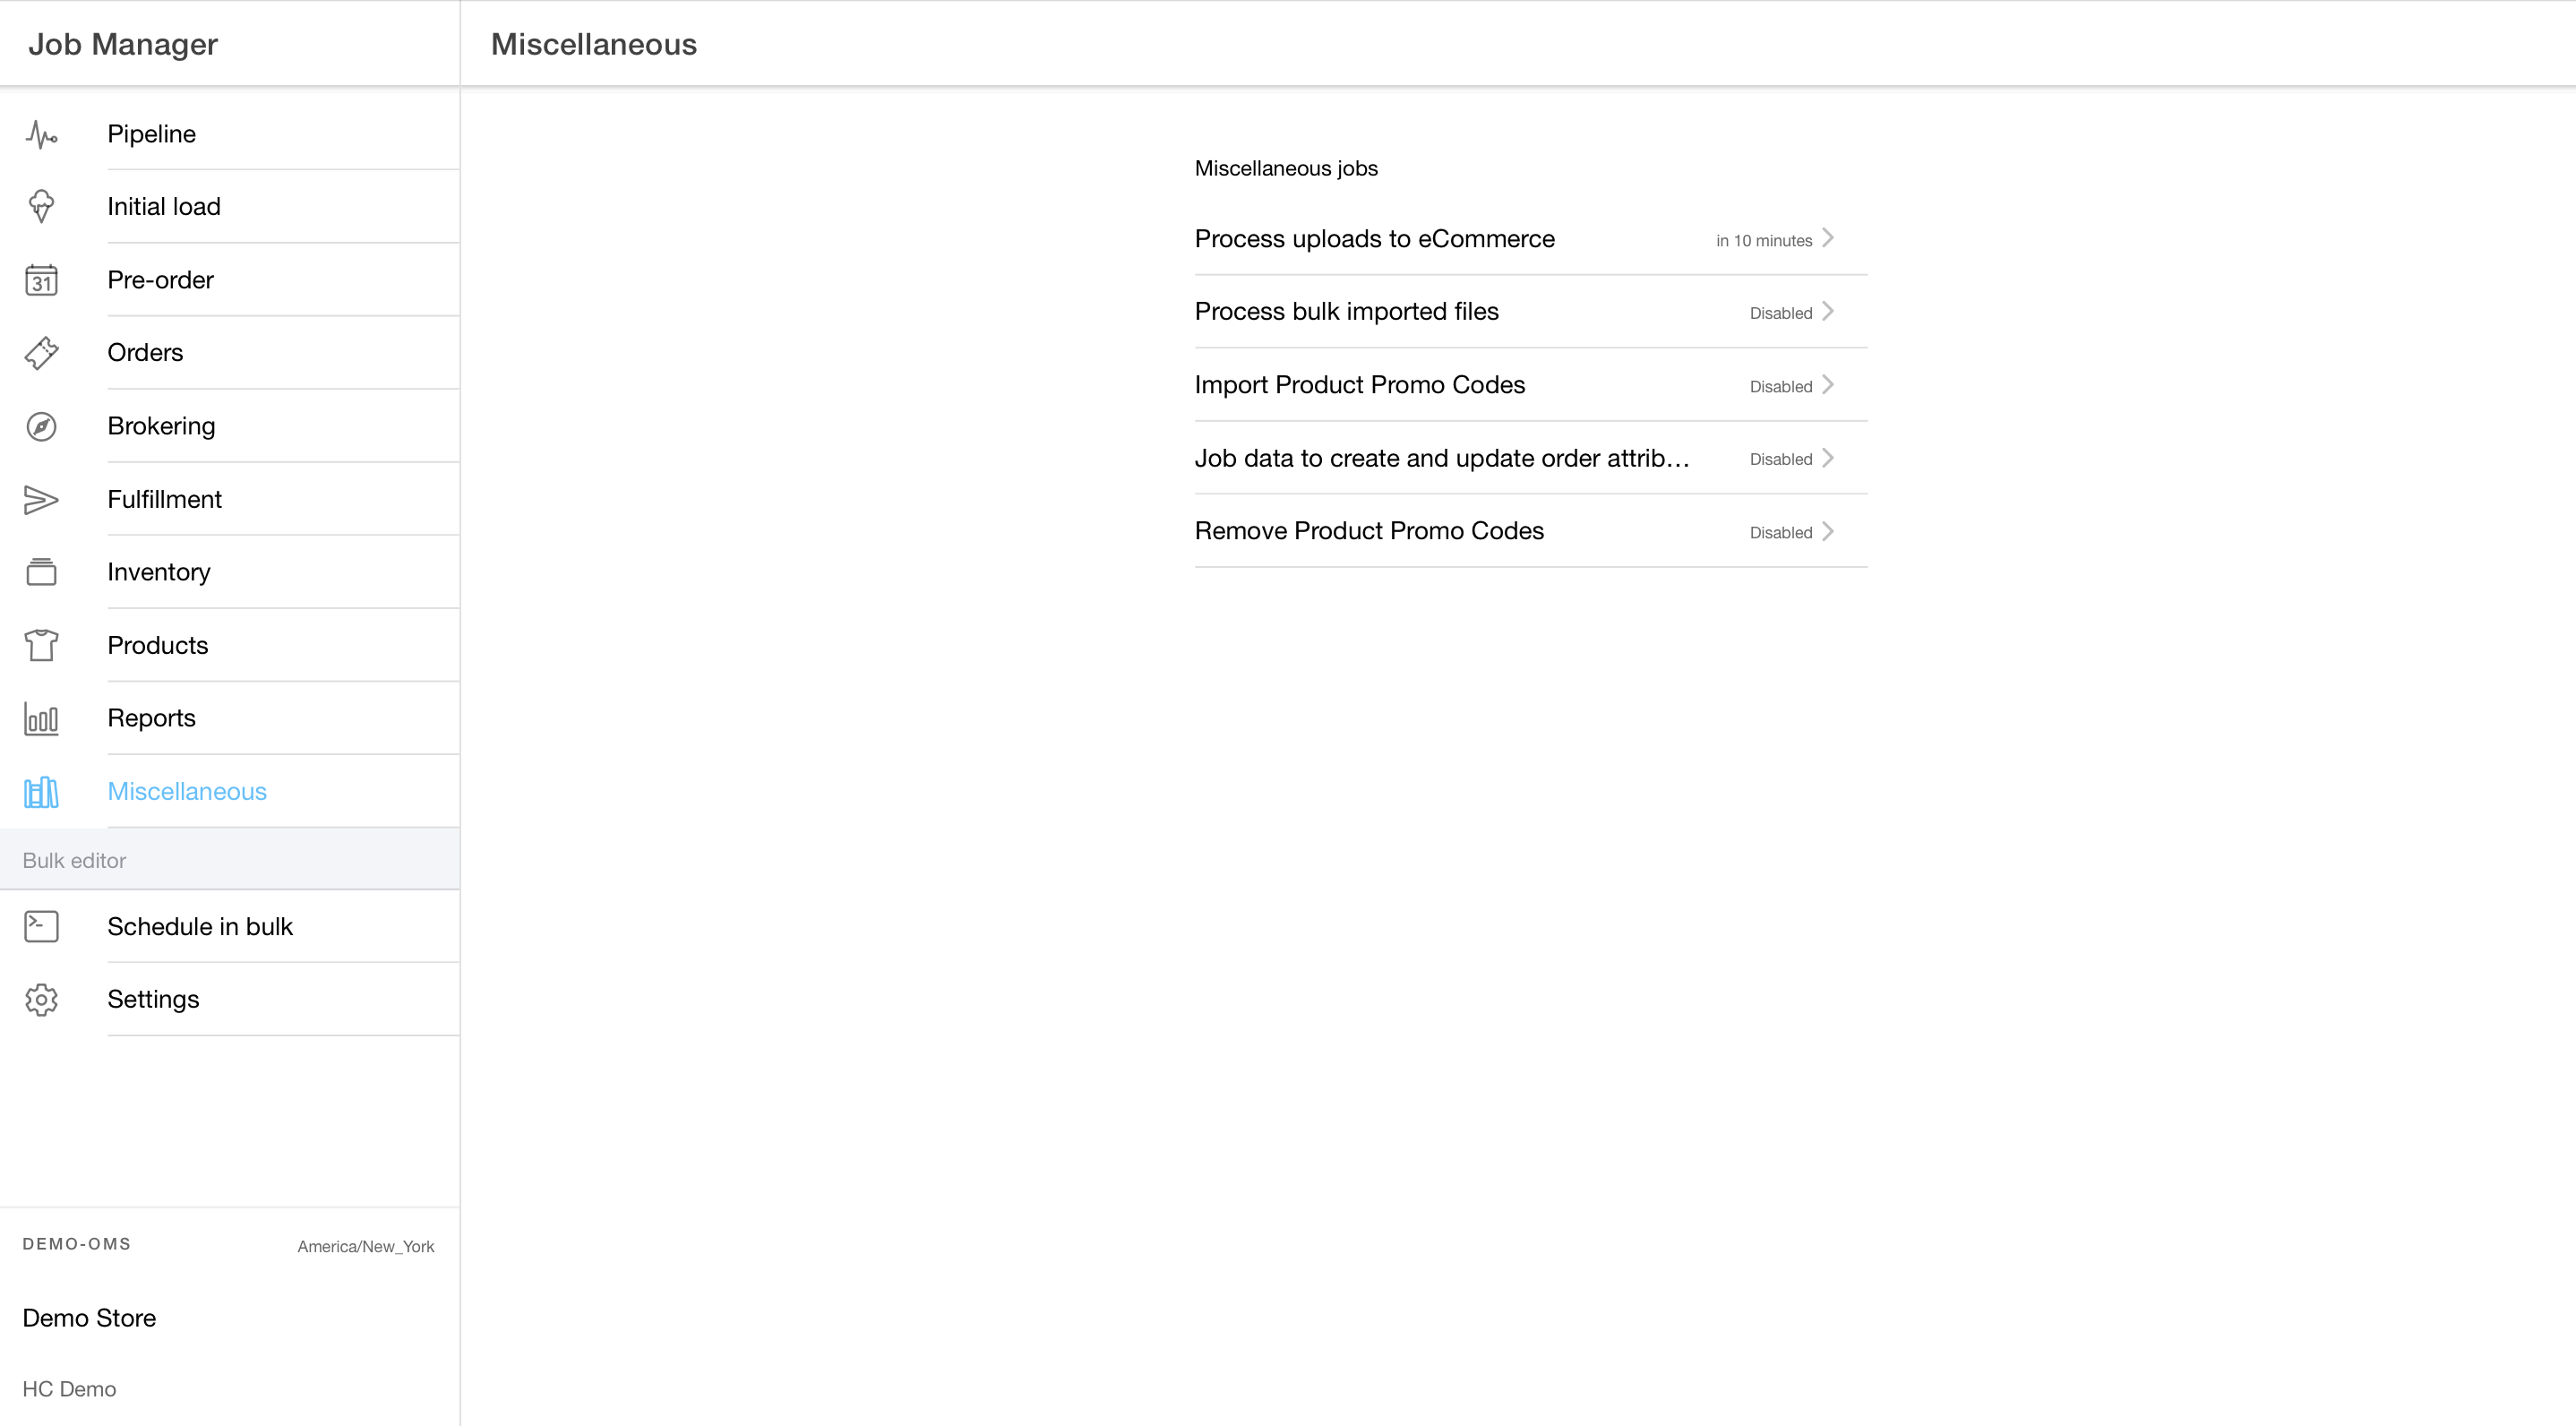 Job Manager
Miscellaneous
Pipeline
Initial load
31
Pre-order
Orders
Brokering
Fulfillment
Inventory
Products
Reports
Miscellaneous
Bulk editor
Schedule in bulk
Settings
DEMO-OMS
America/New_York
Demo Store
HC Demo
Miscellaneous jobs
Process uploads to eCommerce
in 10 minutes
Process bulk imported files
Disabled
Import Product Promo Codes
Disabled
Job data to create and update order attrib…
Disabled
Remove Product Promo Codes
Disabled